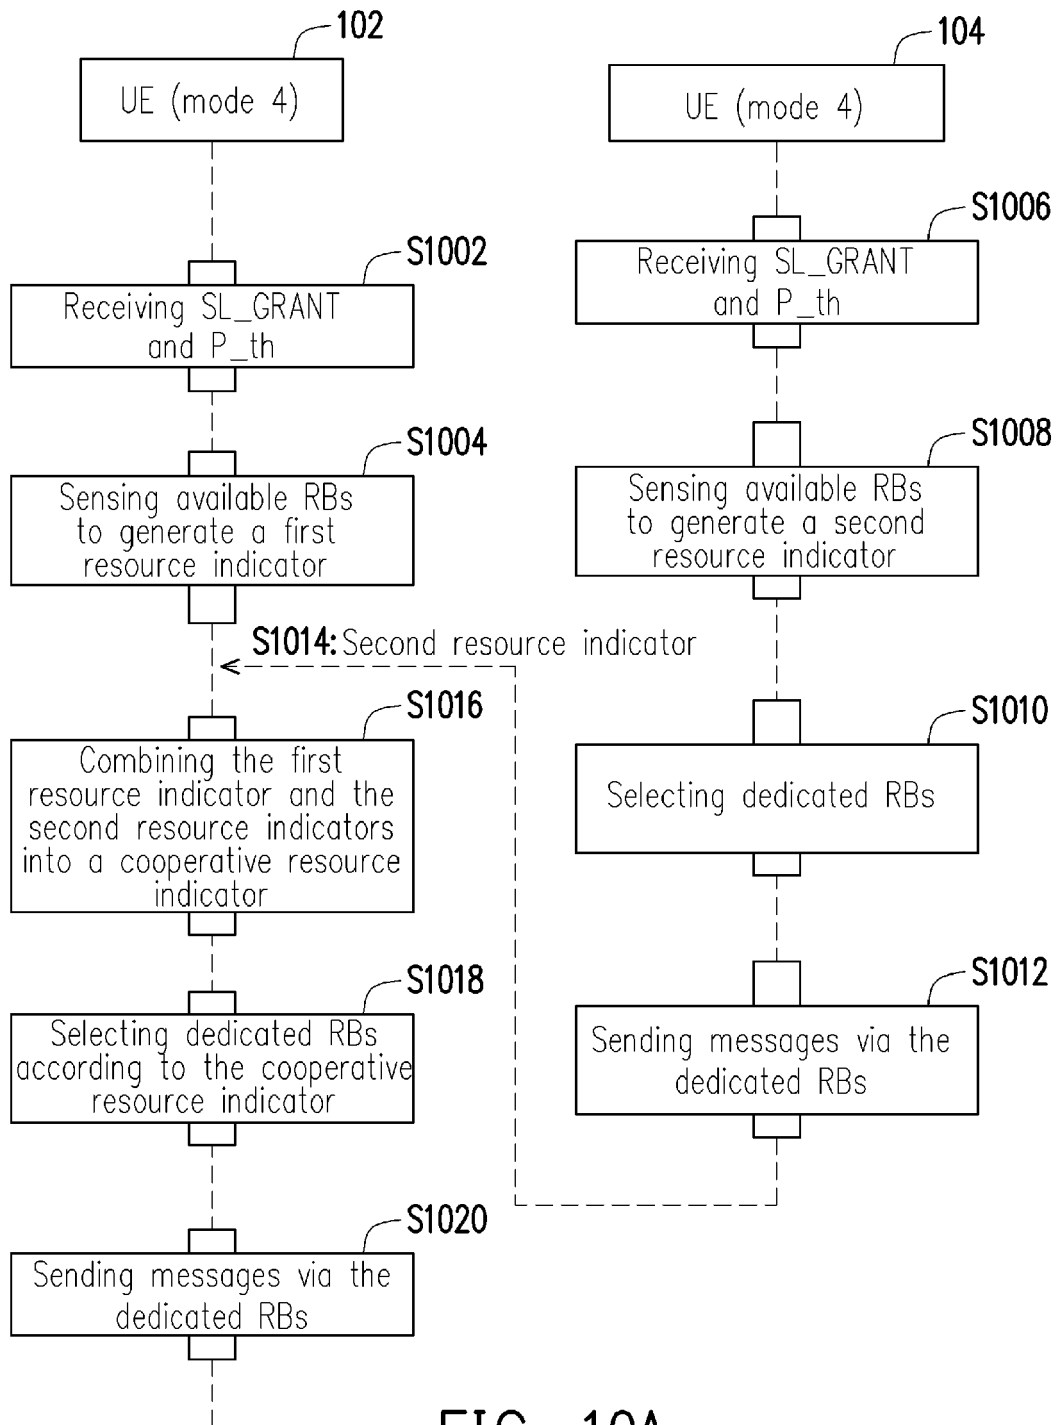 102
UE (mode 4)
S1002
Receiving SL_GRANT
and P_th
S1004
Sensing available RBs
to generate a first
resource indicator
S1014: Second resource indicator
S1016
Combining the first
resource indicator and the
second resource indicators
into a cooperative resource
indicator
S1018
Selecting dedicated RBs
according to the cooperative
resource indicator
S1020
Sending messages via the
dedicated RBs
104
UE (mode 4)
S1006
Receiving SL_GRANT
and P_th
S1008
Sensing available RBs
to generate a second
resource indicator
S1010
Selecting dedicated RBs
S1012
Sending messages via the
dedicated RBs
FIG. 10A